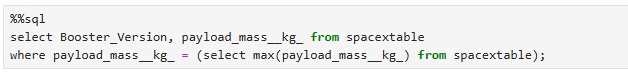 %%sql
select Booster_Version, payload_mass__kg_ from spacextable
where payload_mass__kg_ = (select max(payload_mass__kg_) from spacextable);